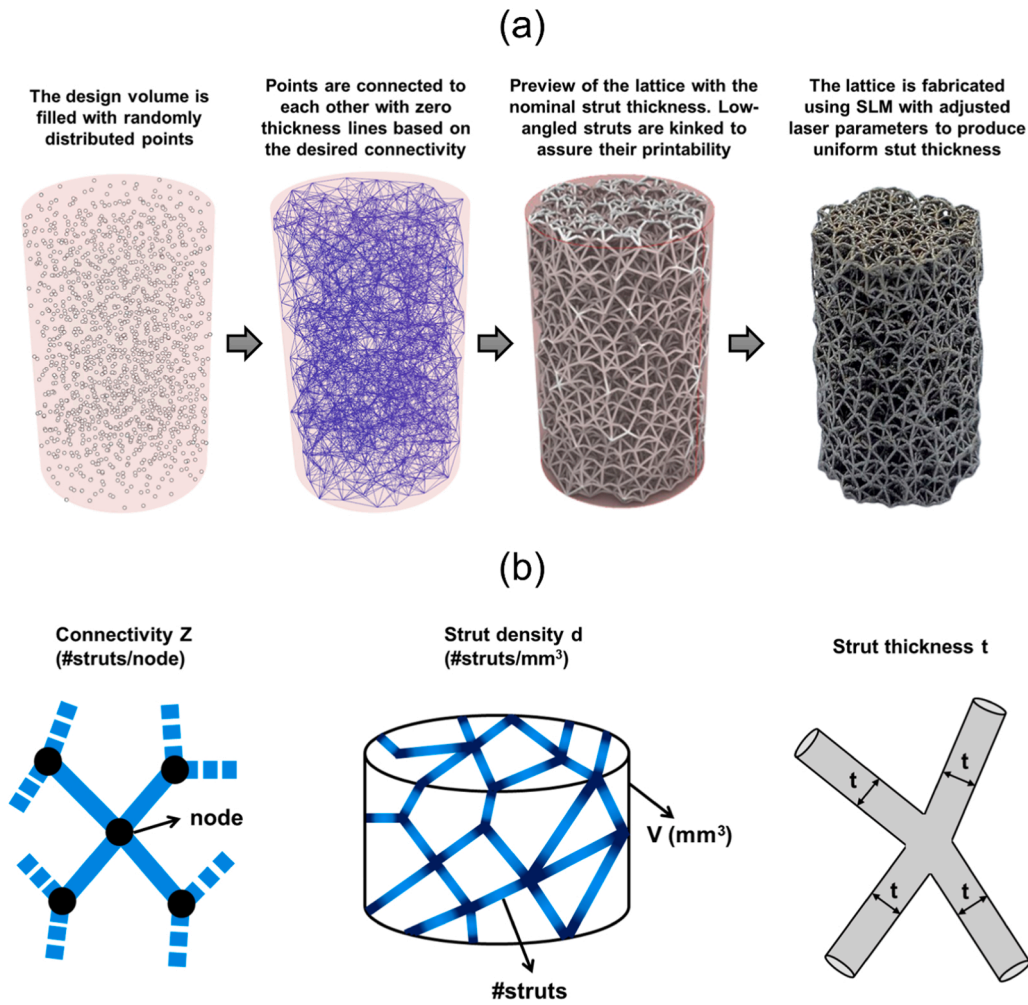 (a)
The design volume is
filled with randomly
distributed points
Points are connected to
each other with zero
thickness lines based on
the desired connectivity
Preview of the lattice with the
nominal strut thickness. Low-
angled struts are kinked to
assure their printability
The lattice is fabricated
using SLM with adjusted
laser parameters to produce
uniform stut thickness
(b)
Connectivity Z
(#struts/node)
node
Strut density d
(#struts/mm³)
V (mm³)
#struts
Strut thickness t
t
t
t
t